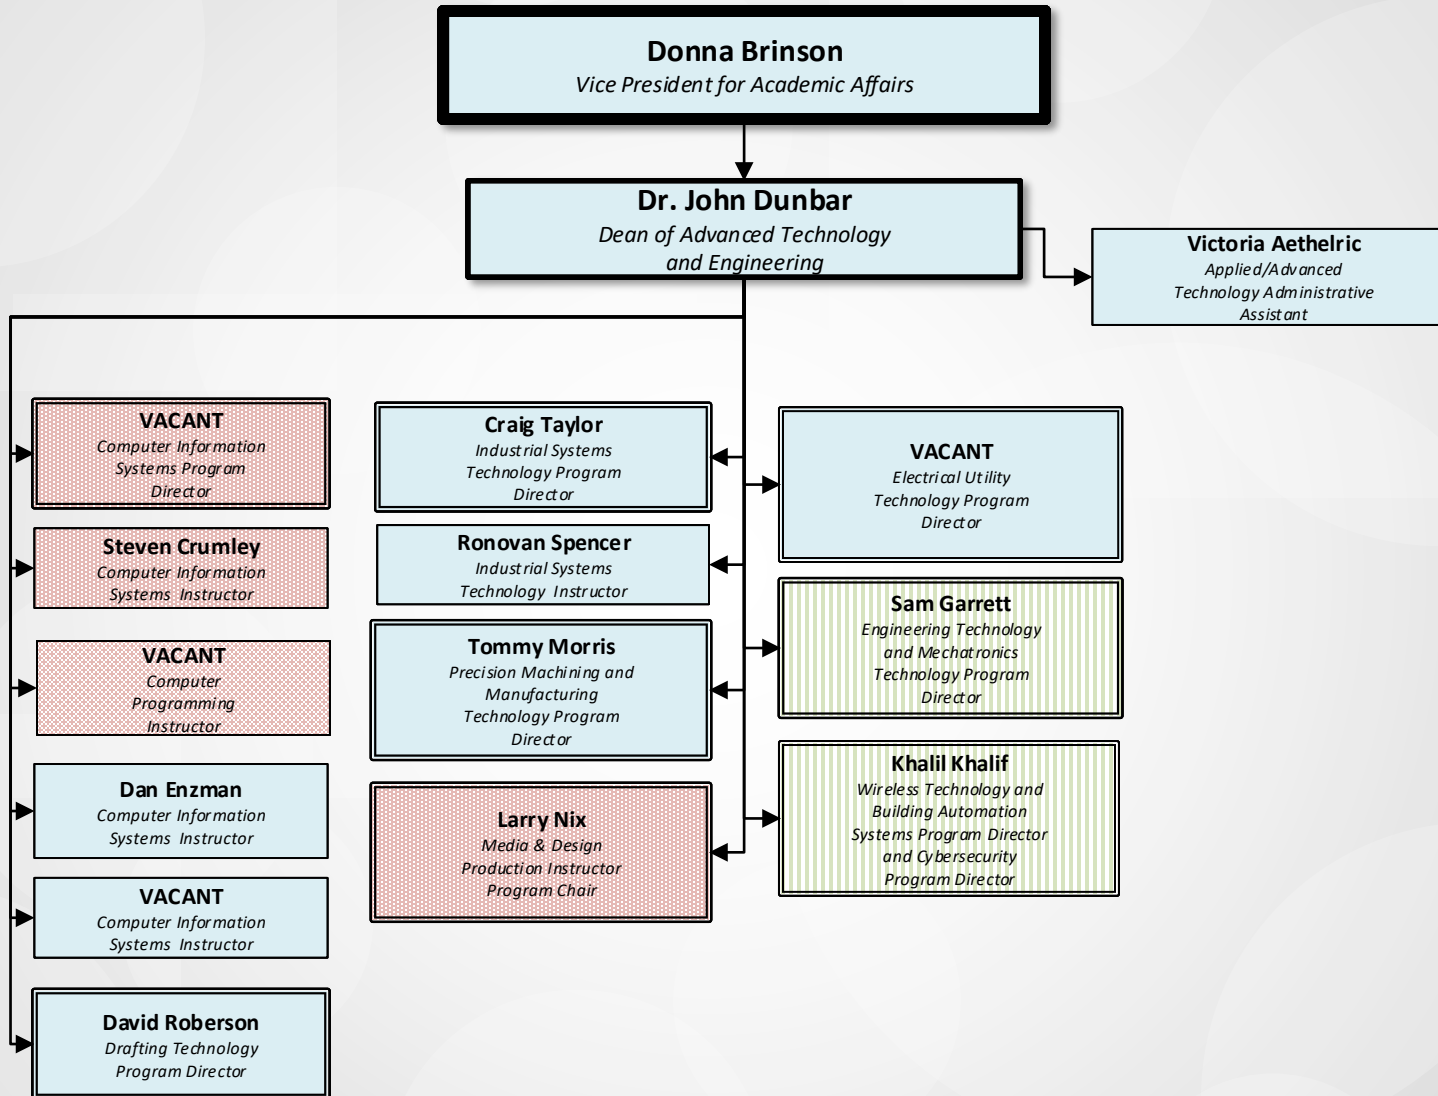 Donna Brinson
Vice President for Academic Affairs
Dr. John Dunbar
Dean of Advanced Technology
and Engineering
Victoria Aethelric
Applied/Advanced
Technology Administrative
Assistant
VACANT
Computer Information
Systems Program
Director
Steven Crumley
Computer Information
Systems Instructor
VACANT
Computer
Programming
Instructor
Dan Enzman
Computer Information
Systems Instructor
VACANT
Computer Information
Systems Instructor
David Roberson
Drafting Technology
Program Director
Craig Taylor
Industrial Systems
Technology Program
Director
Ronovan Spencer
Industrial Systems
Technology Instructor
Tommy Morris
Precision Machining and
Manufacturing
Technology Program
Director
Larry Nix
Media & Design
Production Instructor
Program Chair
VACANT
Electrical Utility
Technology Program
Director
Sam Garrett
Engineering Technology
and Mechatronics
Technology Program
Director
Khalil Khalif
Wireless Technology and
Building Automation
Systems Program Director
and Cybersecurity
Program Director